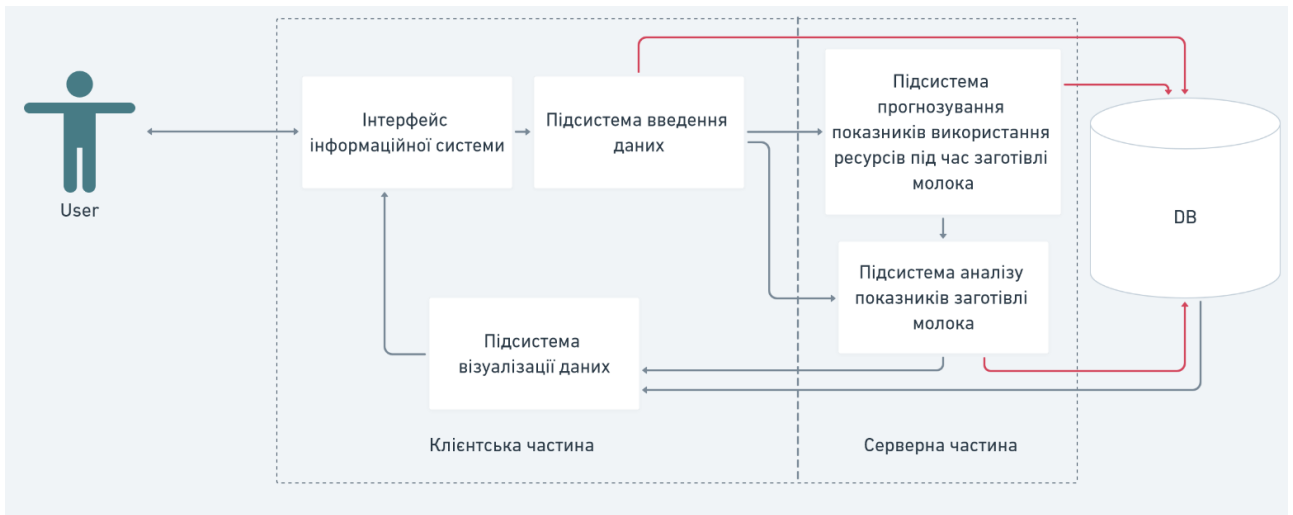 User
Інтерфейс
інформаційної системи
Підсистема введення
даних
Підсистема
прогнозування
показників використання
ресурсів під час заготівлі
молока
Підсистема аналізу
показників заготівлі
молока
DB
Підсистема
візуалізації даних
Клієнтська частина
Серверна частина